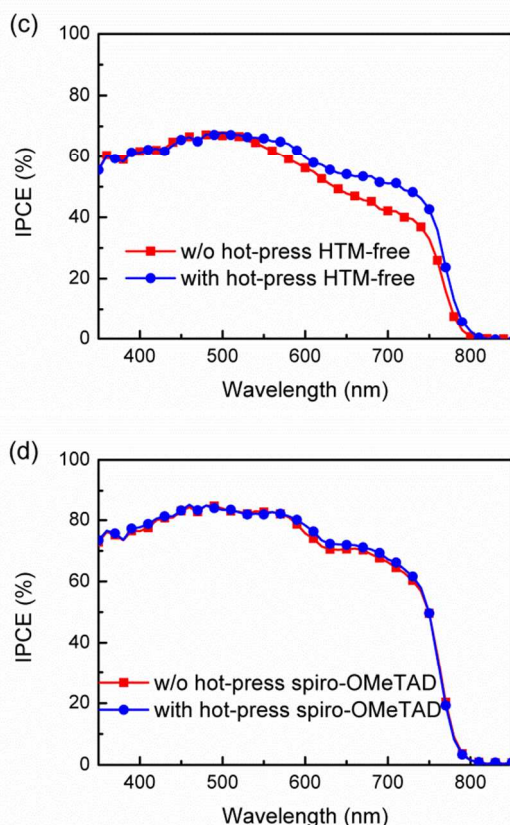 (c)
100
80
60
40
20
0
IPCE (%)
w/o hot-press HTM-free
with hot-press HTM-free
400 500 600 700 800
Wavelength (nm)
(d)
100
80
60
40
20
0
IPCE (%)
w/o hot-press spiro-OMeTAD
with hot-press spiro-OMeTAD
400 500 600 700 800
Wavelength (nm)